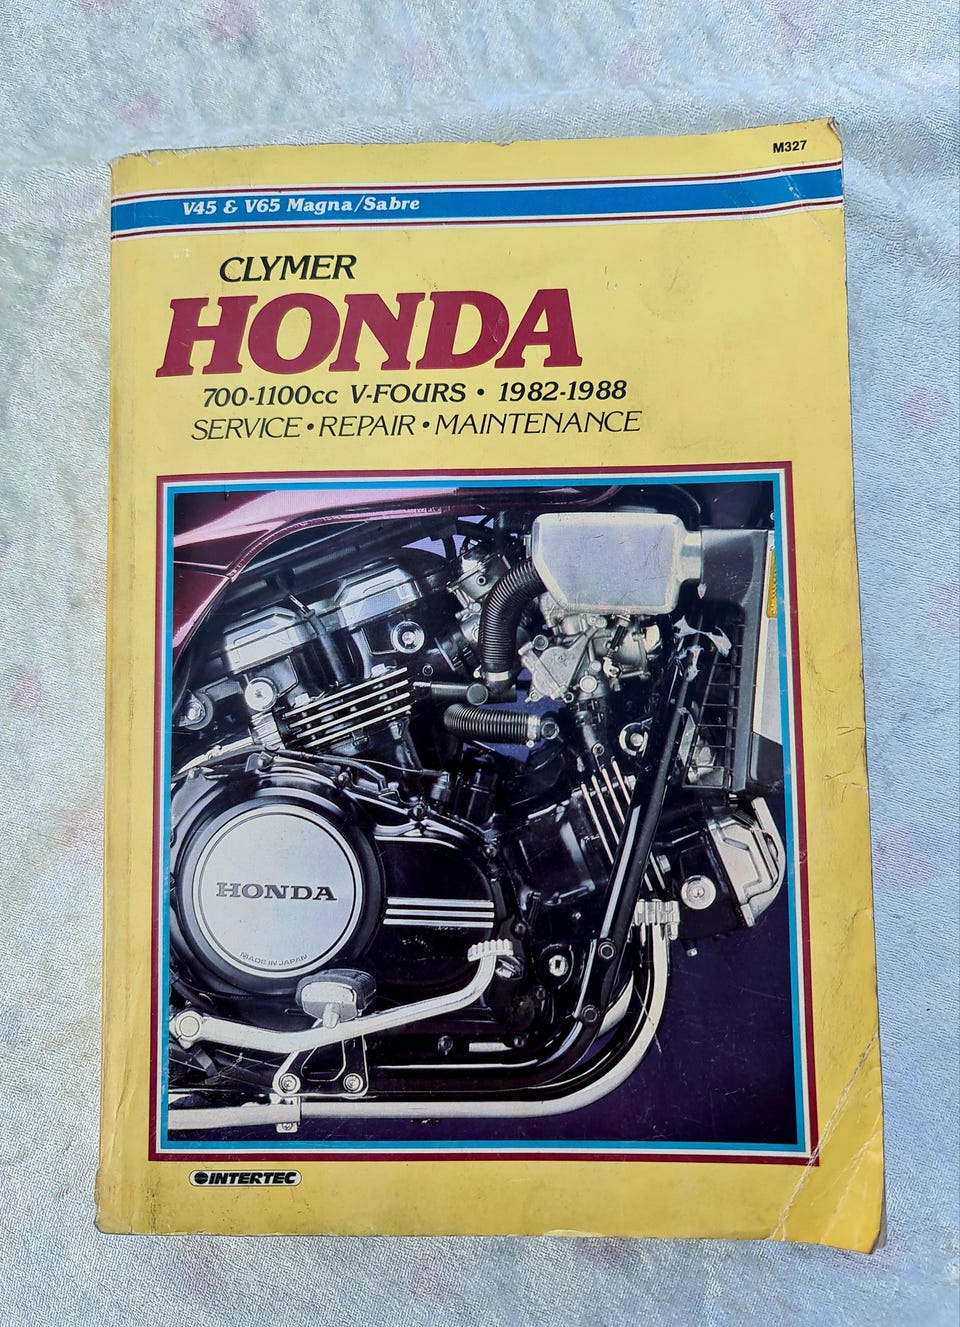 M327
V45 & V65 Magna/Sabre
CLYMER
HONDA
700-1100cc V-FOURS • 1982-1988
SERVICE • REPAIR • MAINTENANCE
HONDA
MADE IN JAPAN
INTERTEC